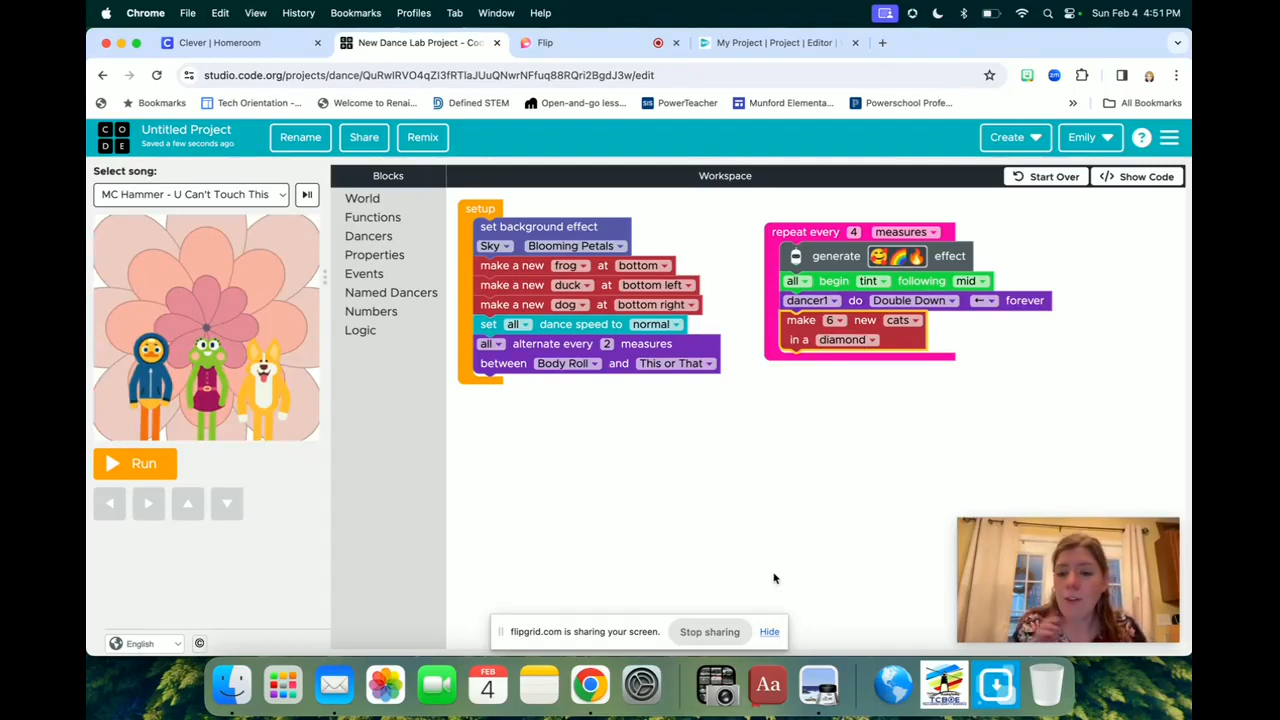 Chrome File Edit View History Bookmarks Profiles Tab Window Help Sun Feb 4 4:51 PM
Clever | Homeroom New Dance Lab Project - Coo Flip My Project | Project | Editor
studio.code.org/projects/dance/QuRwIRVO4qZI3fRTlaJUuQNwrNFfuq88RQri2BgdJ3w/edit
Bookmarks Tech Orientation -... Welcome to Renai... Defined STEM Open-and-go less... SIS PowerTeacher Munford Elementa... Powerschool Profe... » All Bookmarks
CODE
Untitled Project
Saved a few seconds ago
Rename Share Remix Create Emily ?
Select song:
MC Hammer - U Can't Touch This
Blocks Workspace Start Over </> Show Code
World
Functions
Dancers
Properties
Events
Named Dancers
Numbers
Logic
setup
set background effect
Sky Blooming Petals
make a new frog at bottom
make a new duck at bottom left
make a new dog at bottom right
set all dance speed to normal
all alternate every 2 measures
between Body Roll and This or That
repeat every 4 measures
generate effect
all begin tint following mid
dancer1 do Double Down ← forever
make 6 new cats
in a diamond
Run
flipgrid.com is sharing your screen. Stop sharing Hide
English ©
FEB
4
Aa
TCBOE